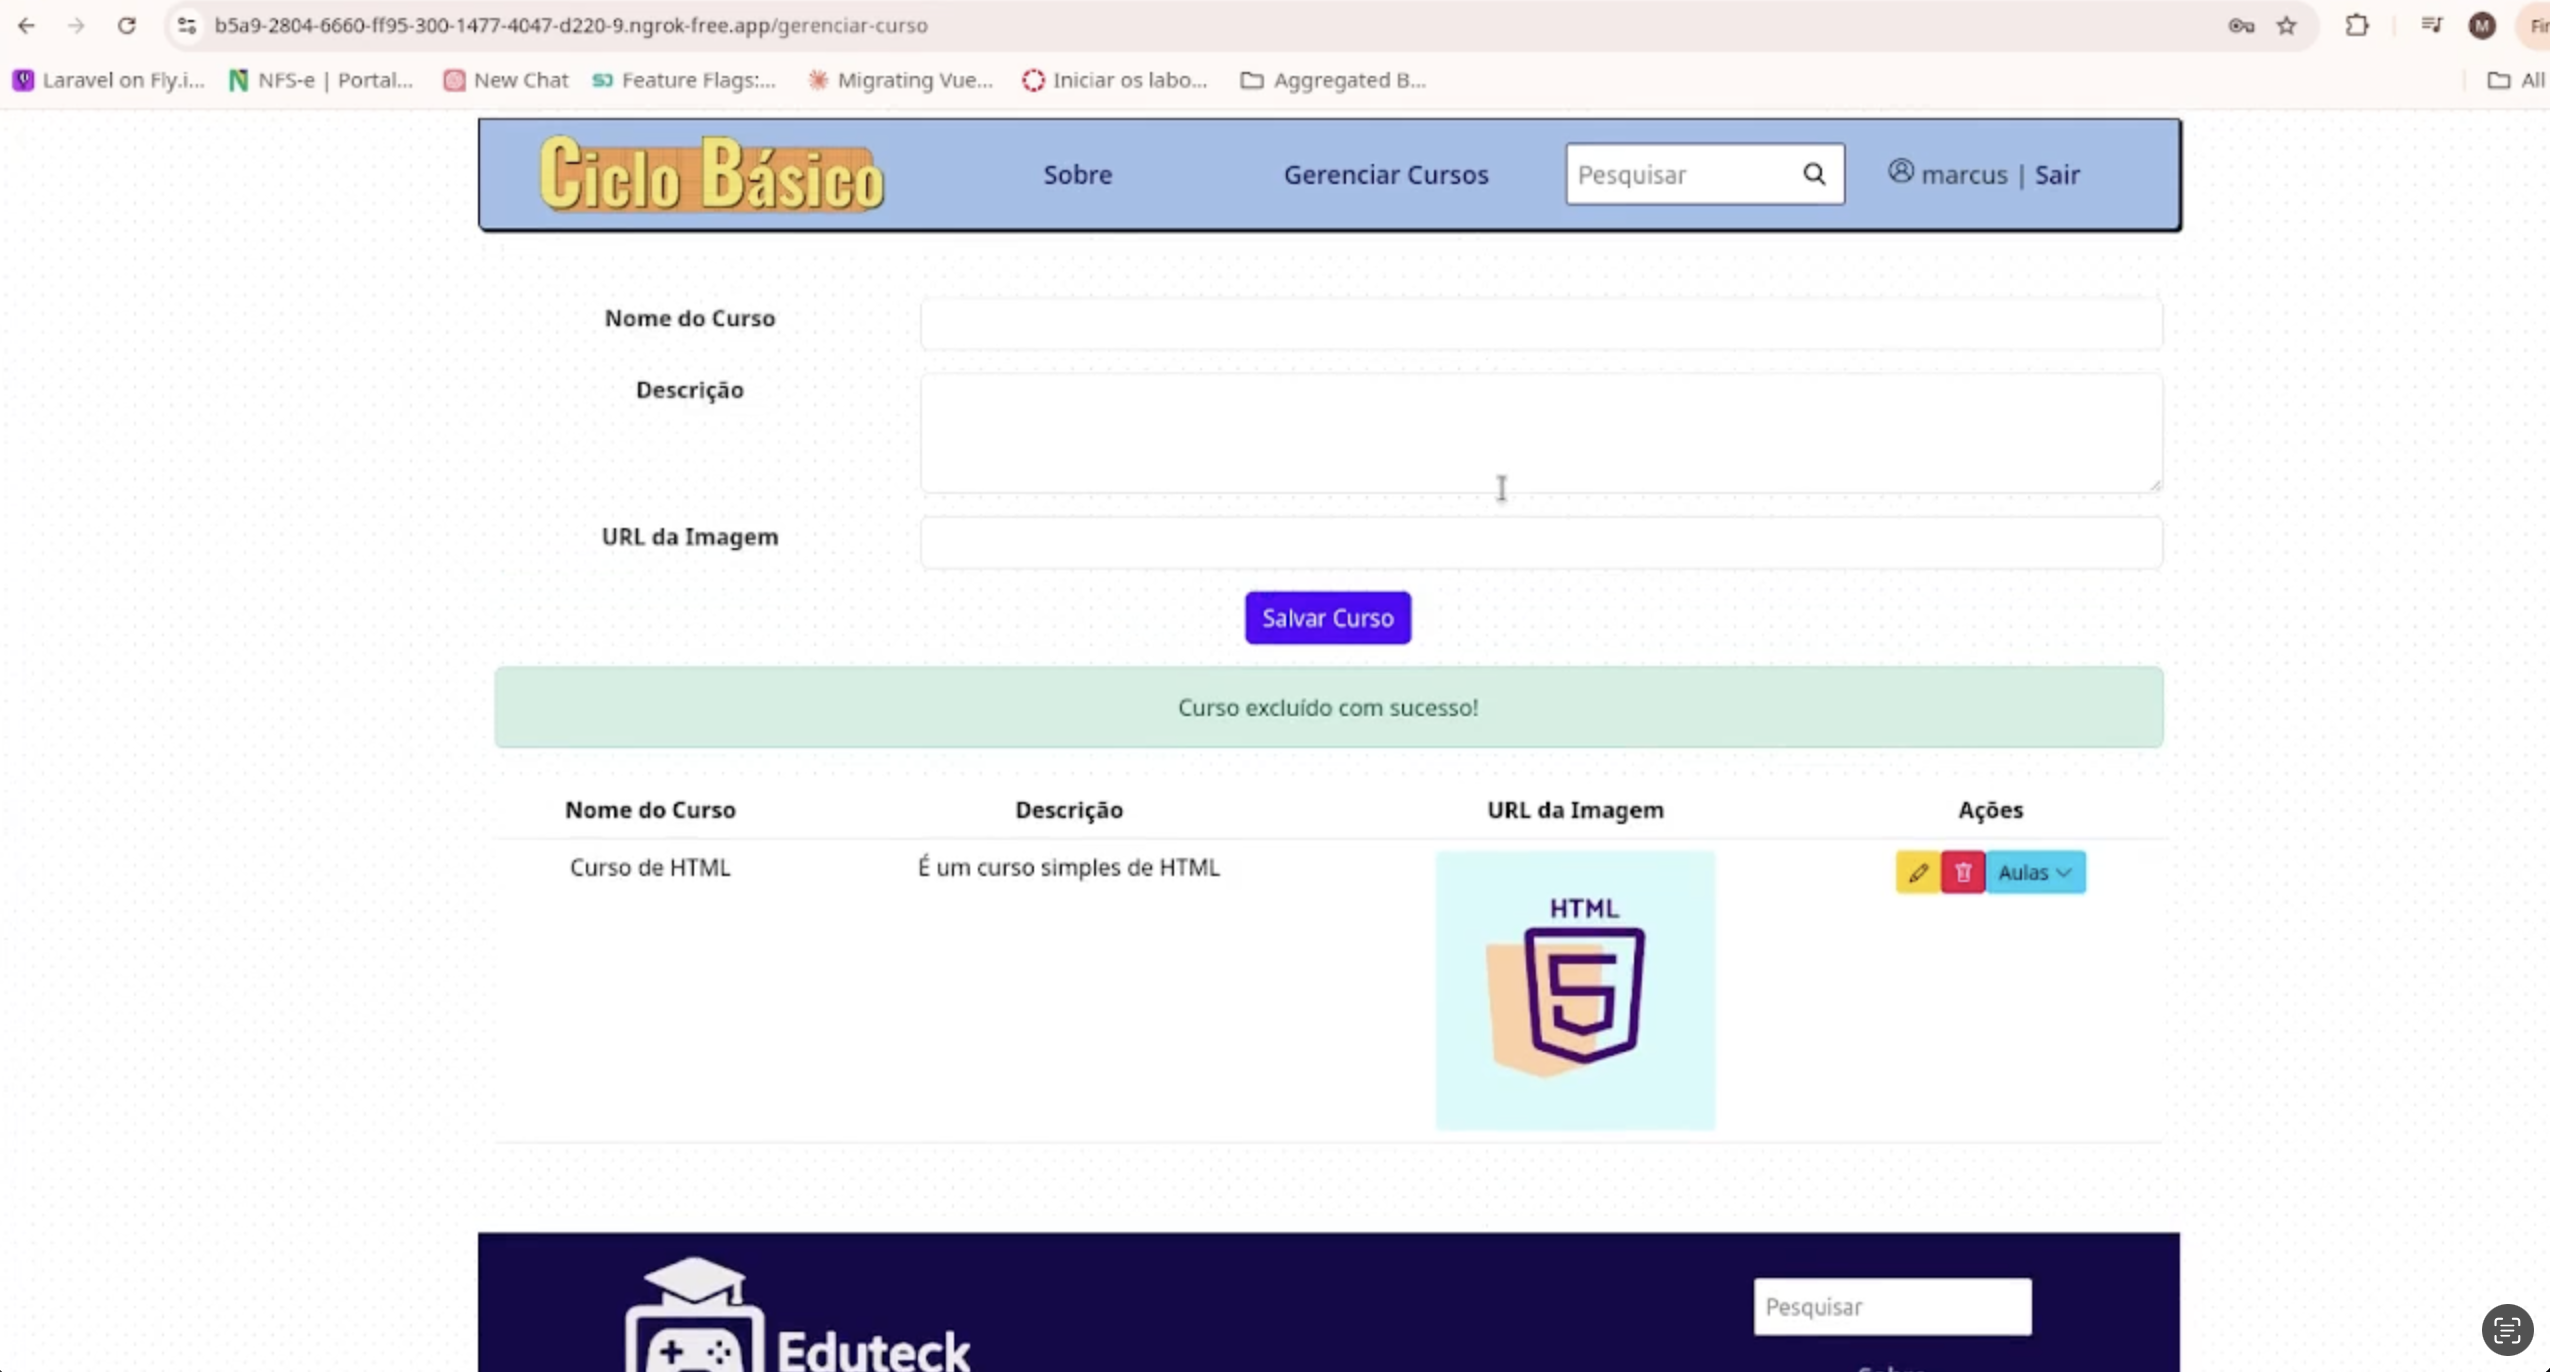 b5a9-2804-6660-ff95-300-1477-4047-d220-9.ngrok-free.app/gerenciar-curso
M
Laravel on Fly.i...
NFS-e | Portal...
New Chat
Feature Flags:...
Migrating Vue...
Iniciar os labo...
Aggregated B...
All
Ciclo Básico
Sobre
Gerenciar Cursos
Pesquisar
marcus | Sair
Nome do Curso
Descrição
URL da Imagem
Salvar Curso
Curso excluído com sucesso!
Nome do Curso
Descrição
URL da Imagem
Ações
Curso de HTML
É um curso simples de HTML
HTML
5
Aulas
Eduteck
Pesquisar